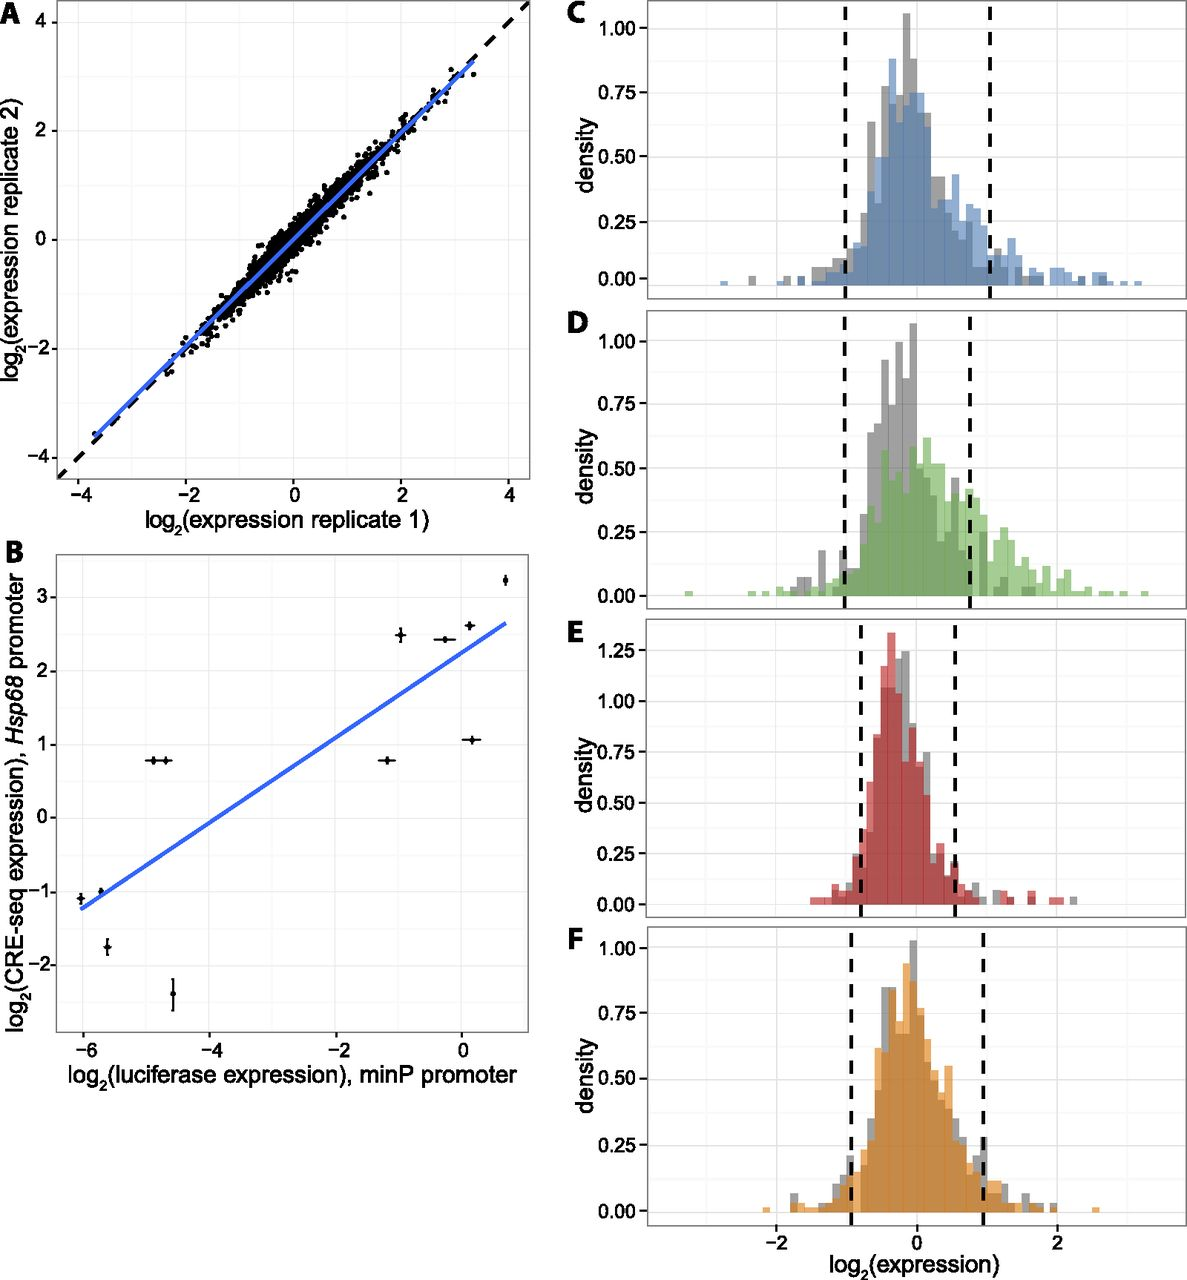 A
4
2
0
−2
−4
log2(expression replicate 2)
−4
−2
0
2
4
log2(expression replicate 1)
B
3
2
1
0
−1
−2
log2(CRE-seq expression), Hsp68 promoter
−6
−4
−2
0
log2(luciferase expression), minP promoter
C
1.00
0.75
0.50
0.25
0.00
density
D
1.00
0.75
0.50
0.25
0.00
density
E
1.25
1.00
0.75
0.50
0.25
0.00
density
F
1.00
0.75
0.50
0.25
0.00
density
−2
0
2
log2(expression)